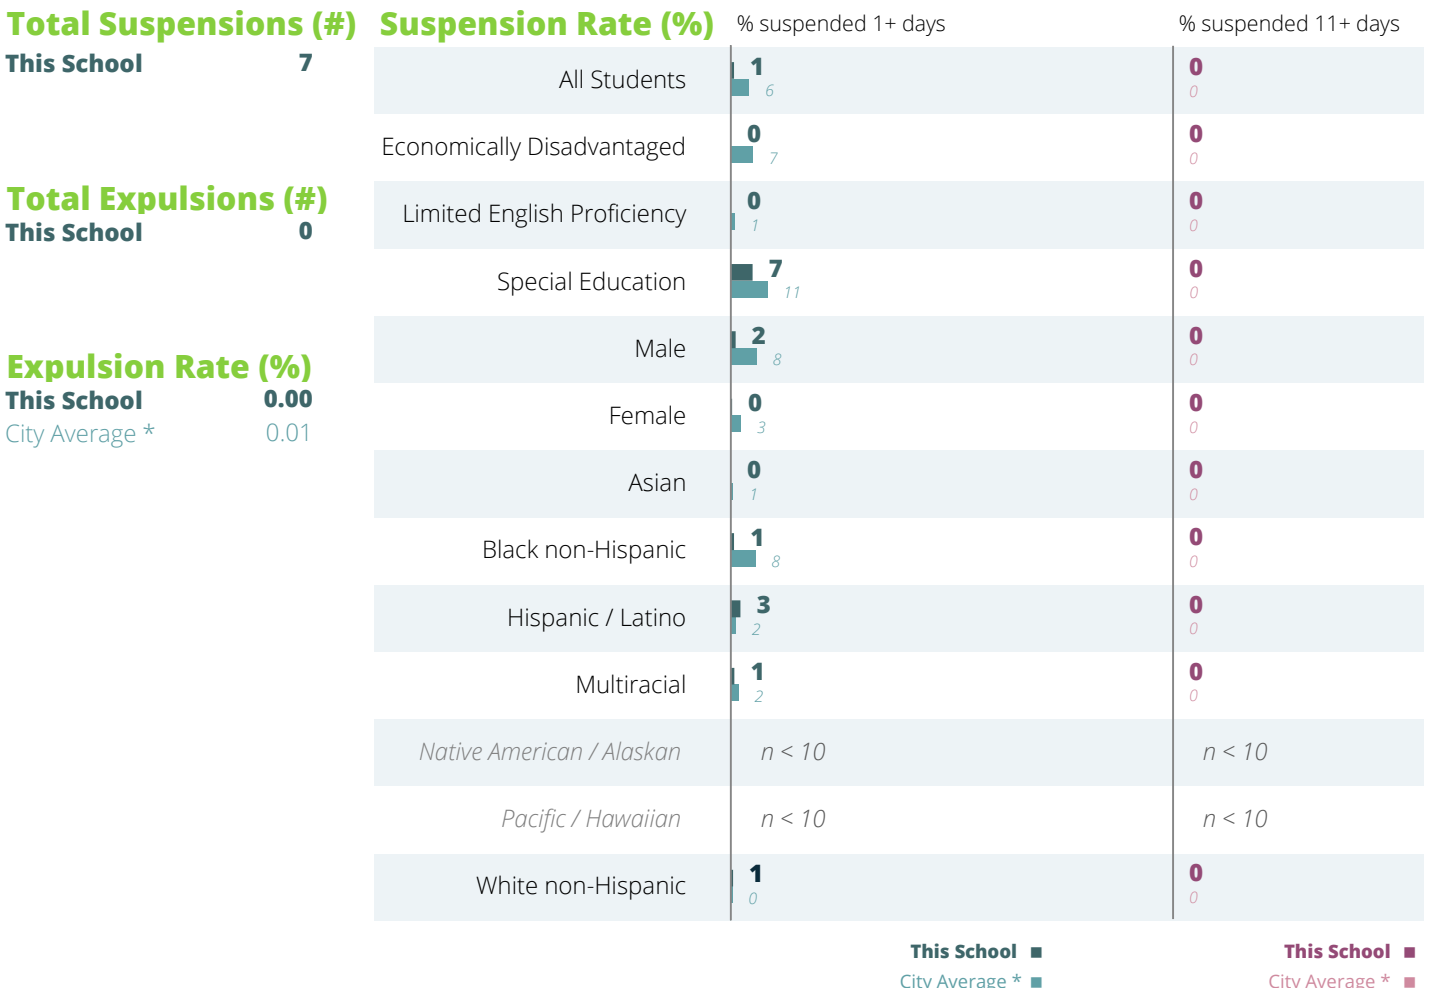 Total Suspensions (#)
This School 7
Total Expulsions (#)
This School 0
Expulsion Rate (%)
This School 0.00
City Average * 0.01
Suspension Rate (%) % suspended 1+ days % suspended 11+ days
All Students 1 0
6 0
Economically Disadvantaged 0 0
7 0
Limited English Proficiency 0 0
1 0
Special Education 7 0
11 0
Male 2 0
8 0
Female 0 0
3 0
Asian 0 0
1 0
Black non-Hispanic 1 0
8 0
Hispanic / Latino 3 0
2 0
Multiracial 1 0
2 0
Native American / Alaskan n < 10 n < 10
Pacific / Hawaiian n < 10 n < 10
White non-Hispanic 1 0
0 0
This School This School
City Average * City Average *